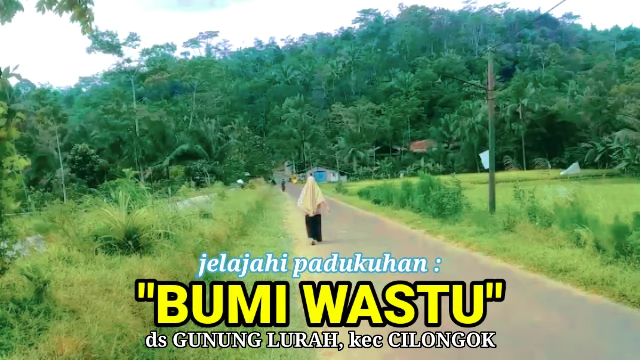 jelajahi padukuhan :
"BUMI WASTU"
ds GUNUNG LURAH, kec CILONGOK